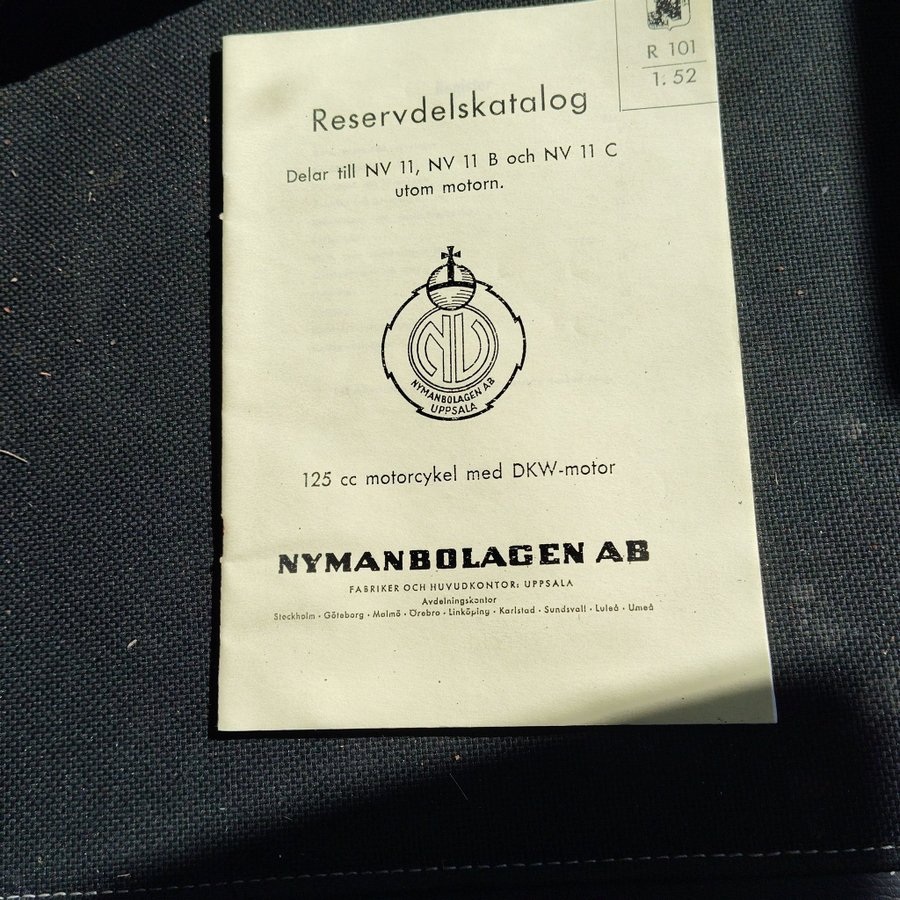 R 101
1. 52
Reservdelskatalog
Delar till NV 11, NV 11 B och NV 11 C
utom motorn.
NV
NYMANBOLAGEN AB
UPPSALA
125 cc motorcykel med DKW-motor
NYMANBOLAGEN AB
FABRIKER OCH HUVUDKONTOR: UPPSALA
Avdelningskontor
Stockholm · Göteborg · Malmö · Örebro · Linköping · Karlstad · Sundsvall · Luleå · Umeå